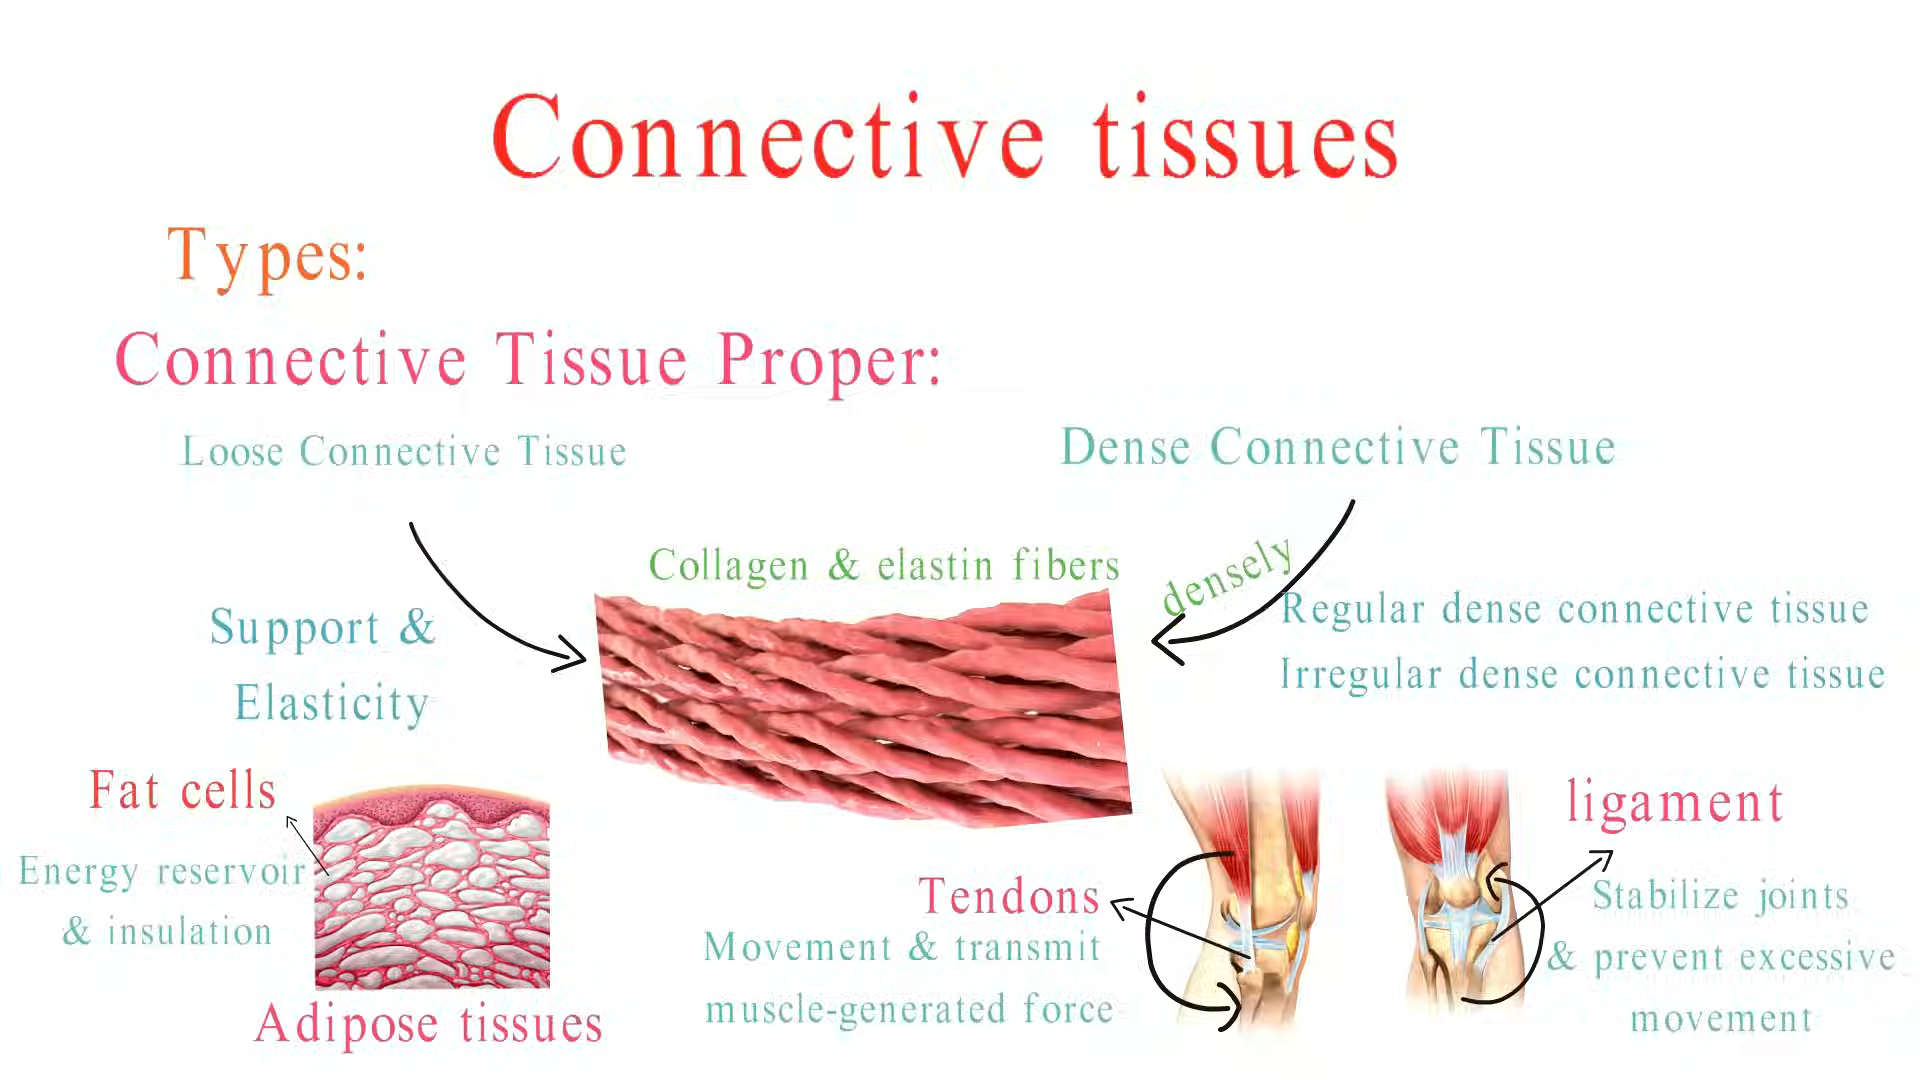 Connective tissues
Types:
Connective Tissue Proper:
Loose Connective Tissue
Dense Connective Tissue
Collagen & elastin fibers
densely
Support &
Elasticity
Regular dense connective tissue
Irregular dense connective tissue
Fat cells
Energy reservoir
& insulation
Adipose tissues
Tendons
Movement & transmit
muscle-generated force
ligament
Stabilize joints
& prevent excessive
movement